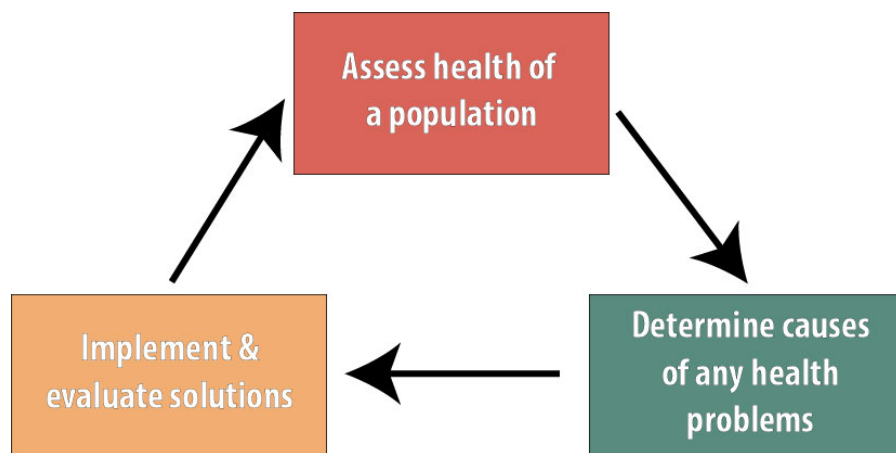 Assess health of
a population
Determine causes
of any health
problems
Implement &
evaluate solutions